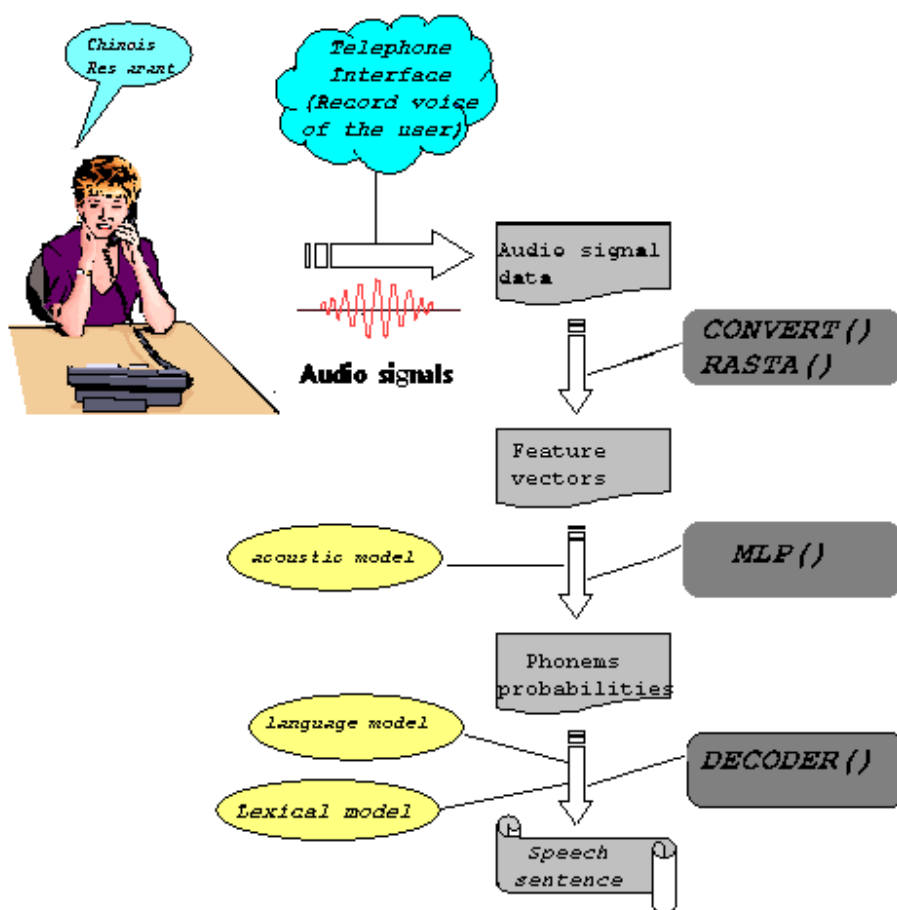 Chinois
Res arant
Telephone
Interface
(Record voice
of the user)
Audio signal
data
Audio signals
CONVERT()
RASTA()
Feature
vectors
acoustic model
MLP()
Phonems
probabilities
language model
Lexical model
DECODER()
Speech
sentence